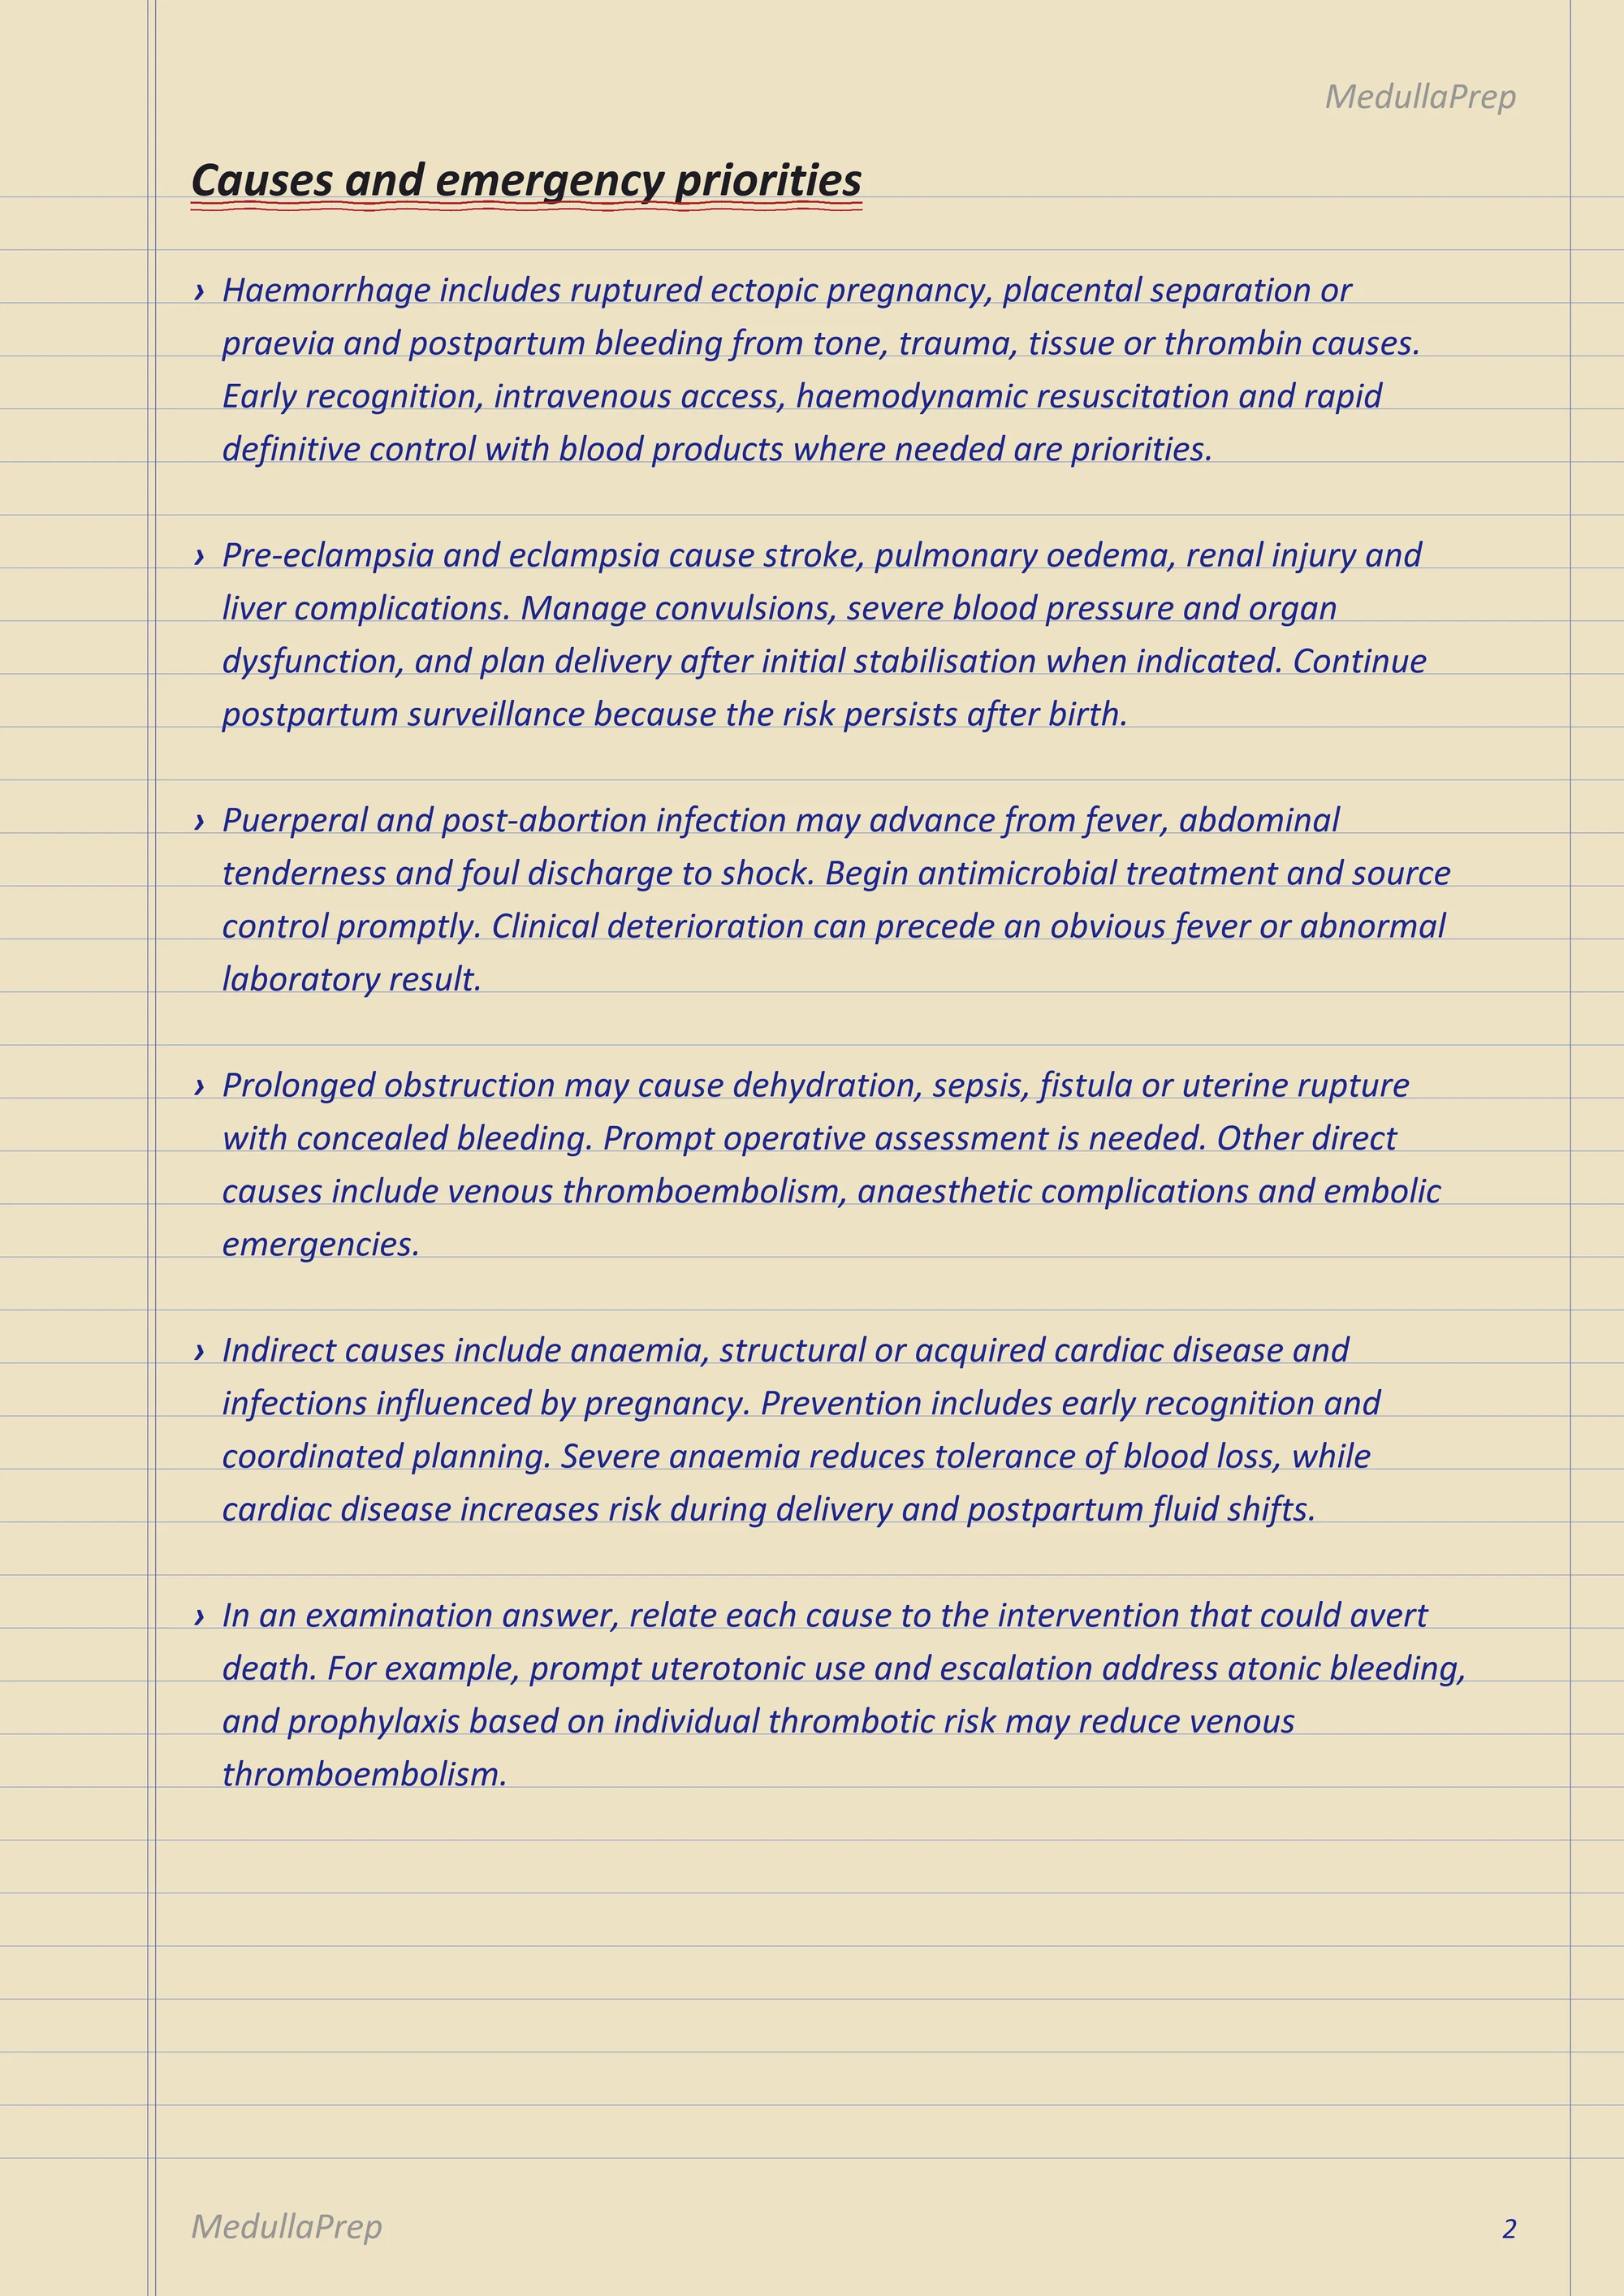 MedullaPrep
Causes and emergency priorities
› Haemorrhage includes ruptured ectopic pregnancy, placental separation or
praevia and postpartum bleeding from tone, trauma, tissue or thrombin causes.
Early recognition, intravenous access, haemodynamic resuscitation and rapid
definitive control with blood products where needed are priorities.
› Pre-eclampsia and eclampsia cause stroke, pulmonary oedema, renal injury and
liver complications. Manage convulsions, severe blood pressure and organ
dysfunction, and plan delivery after initial stabilisation when indicated. Continue
postpartum surveillance because the risk persists after birth.
› Puerperal and post-abortion infection may advance from fever, abdominal
tenderness and foul discharge to shock. Begin antimicrobial treatment and source
control promptly. Clinical deterioration can precede an obvious fever or abnormal
laboratory result.
› Prolonged obstruction may cause dehydration, sepsis, fistula or uterine rupture
with concealed bleeding. Prompt operative assessment is needed. Other direct
causes include venous thromboembolism, anaesthetic complications and embolic
emergencies.
› Indirect causes include anaemia, structural or acquired cardiac disease and
infections influenced by pregnancy. Prevention includes early recognition and
coordinated planning. Severe anaemia reduces tolerance of blood loss, while
cardiac disease increases risk during delivery and postpartum fluid shifts.
› In an examination answer, relate each cause to the intervention that could avert
death. For example, prompt uterotonic use and escalation address atonic bleeding,
and prophylaxis based on individual thrombotic risk may reduce venous
thromboembolism.
MedullaPrep
2